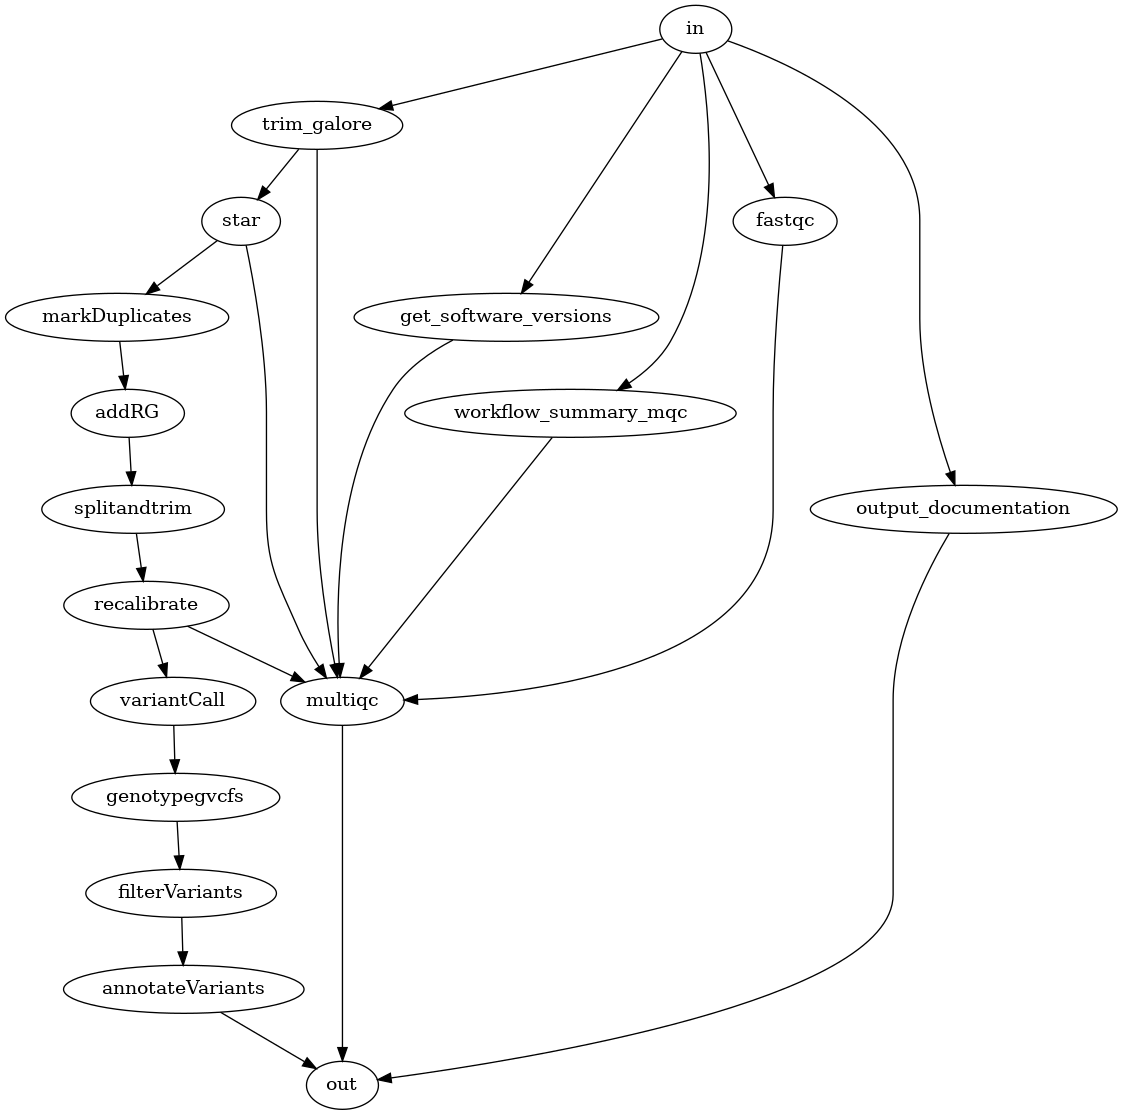 in
trim_galore
star
fastqc
markDuplicates
get_software_versions
addRG
workflow_summary_mqc
splitandtrim
output_documentation
recalibrate
variantCall
multiqc
genotypegvcfs
filterVariants
annotateVariants
out